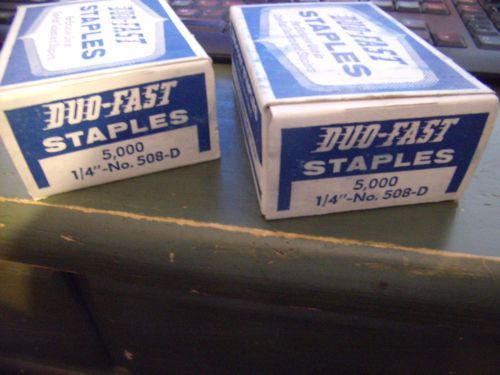 DUO-FAST
STAPLES
DUO-FAST
STAPLES
5,000
1/4"-No. 508-D
DUO-FAST
STAPLES
DUO-FAST
STAPLES
5,000
1/4"-No. 508-D